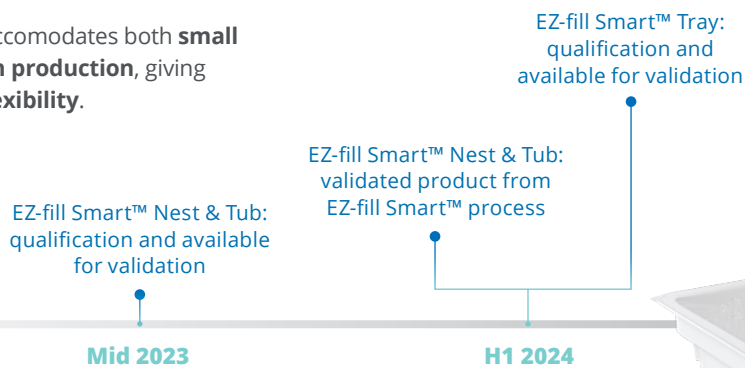 ccomodates both small
n production, giving
exibility.
EZ-fill Smart™ Tray:
qualification and
available for validation
EZ-fill Smart™ Nest & Tub:
validated product from
EZ-fill Smart™ process
EZ-fill Smart™ Nest & Tub:
qualification and available
for validation
Mid 2023
H1 2024